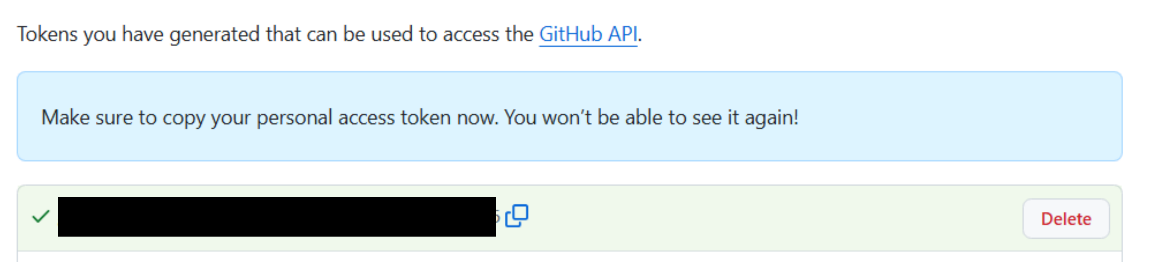 Tokens you have generated that can be used to access the GitHub API.
Make sure to copy your personal access token now. You won’t be able to see it again!
Delete